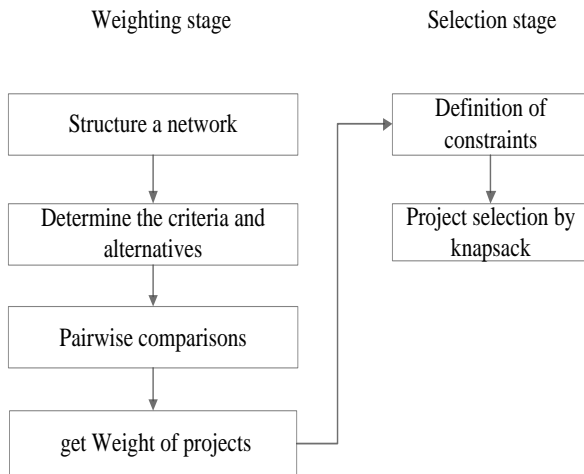 Weighting stage
Structure a network
Determine the criteria and
alternatives
Pairwise comparisons
get Weight of projects
Selection stage
Definition of
constraints
Project selection by
knapsack